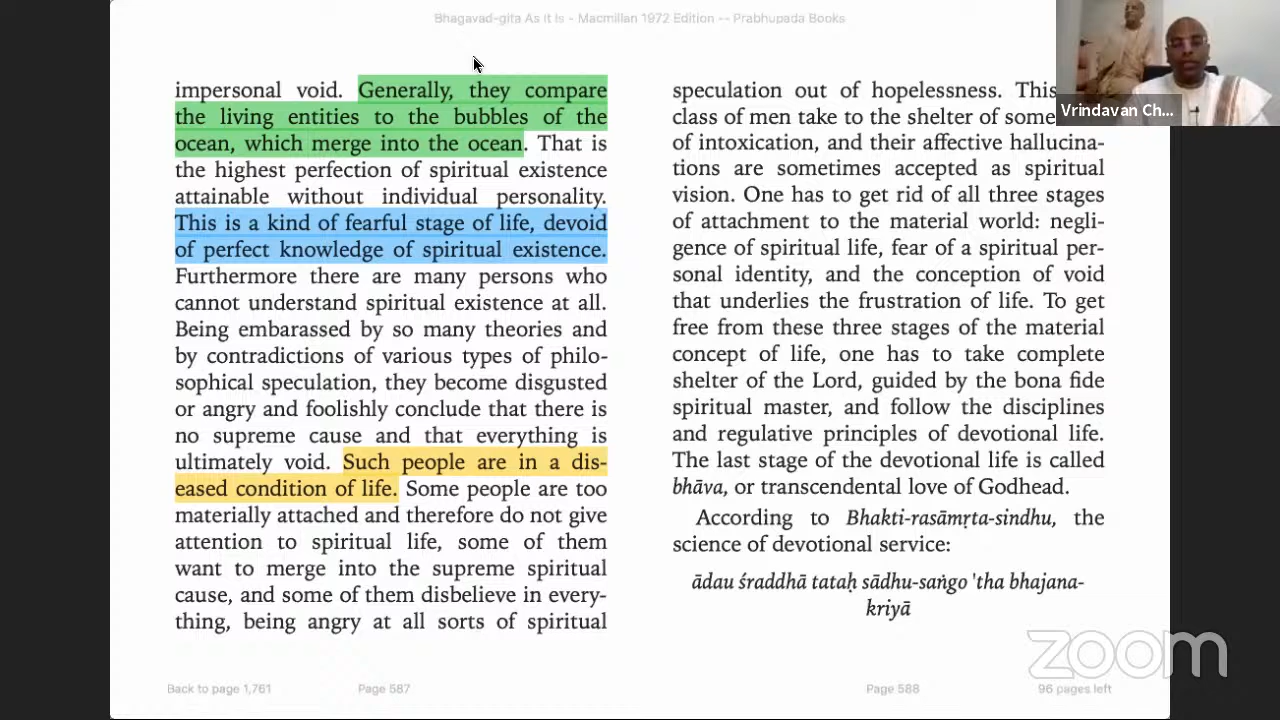 Bhagavad-gita As It Is - Macmillan 1972 Edition -- Prabhupada Books
impersonal void. Generally, they compare
the living entities to the bubbles of the
ocean, which merge into the ocean. That is
the highest perfection of spiritual existence
attainable without individual personality.
This is a kind of fearful stage of life, devoid
of perfect knowledge of spiritual existence.
Furthermore there are many persons who
cannot understand spiritual existence at all.
Being embarassed by so many theories and
by contradictions of various types of philo-
sophical speculation, they become disgusted
or angry and foolishly conclude that there is
no supreme cause and that everything is
ultimately void. Such people are in a dis-
eased condition of life. Some people are too
materially attached and therefore do not give
attention to spiritual life, some of them
want to merge into the supreme spiritual
cause, and some of them disbelieve in every-
thing, being angry at all sorts of spiritual
speculation out of hopelessness. This
class of men take to the shelter of some
of intoxication, and their affective hallucina-
tions are sometimes accepted as spiritual
vision. One has to get rid of all three stages
of attachment to the material world: negli-
gence of spiritual life, fear of a spiritual per-
sonal identity, and the conception of void
that underlies the frustration of life. To get
free from these three stages of the material
concept of life, one has to take complete
shelter of the Lord, guided by the bona fide
spiritual master, and follow the disciplines
and regulative principles of devotional life.
The last stage of the devotional life is called
bhāva, or transcendental love of Godhead.
According to Bhakti-rasāmṛta-sindhu, the
science of devotional service:
ādau śraddhā tataḥ sādhu-saṅgo 'tha bhajana-
kriyā
Vrindavan Ch...
zoom
Back to page 1,761
Page 587
Page 588
96 pages left